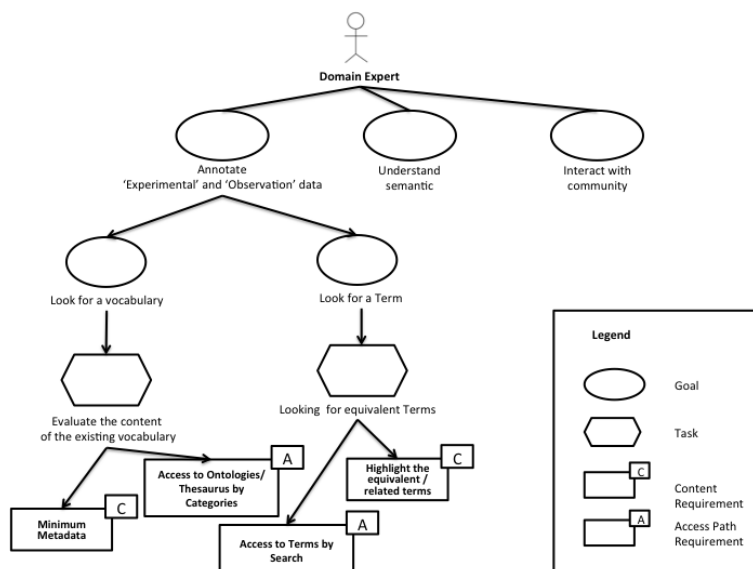 Domain Expert
Annotate
'Experimental' and 'Observation' data
Understand
semantic
Interact with
community
Look for a vocabulary
Look for a Term
Evaluate the content
of the existing vocabulary
Looking for equivalent Terms
Minimum
Metadata
C
Access to Ontologies/
Thesaurus by
Categories
A
Access to Terms by
Search
A
Highlight the
equivalent /
related terms
C
Legend
Goal
Task
C
Content
Requirement
A
Access Path
Requirement